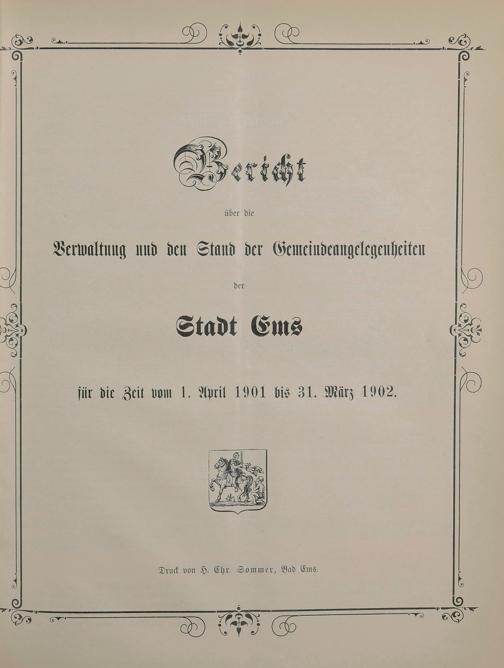 Bericht
über die
Verwaltung und den Stand der Gemeindeangelegenheiten
der
Stadt Ems
für die Zeit vom 1. April 1901 bis 31. März 1902.
Druck von H. Chr. Sommer, Bad Ems.